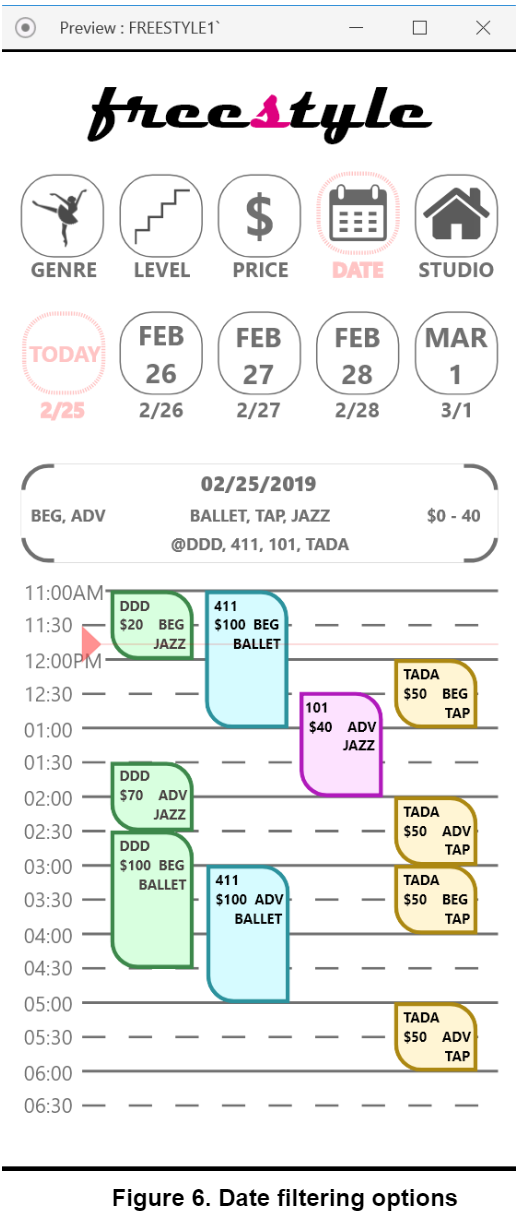 Preview : FREESTYLE1`
freestyle
$
GENRE LEVEL PRICE DATE STUDIO
TODAY FEB 26 FEB 27 FEB 28 MAR 1
2/25 2/26 2/27 2/28 3/1
02/25/2019
BEG, ADV BALLET, TAP, JAZZ $0 - 40
@DDD, 411, 101, TADA
11:00AM
DDD 411
11:30 $20 BEG $100 BEG
JAZZ BALLET
12:00PM
TADA
12:30 $50 BEG
101 TAP
01:00 $40 ADV
JAZZ
01:30
DDD
02:00 $70 ADV
JAZZ TADA
02:30 $50 ADV
DDD TAP
03:00 $100 BEG
BALLET 411 TADA
03:30 $100 ADV $50 BEG
BALLET TAP
04:00
04:30
05:00
TADA
05:30 $50 ADV
TAP
06:00
06:30
Figure 6. Date filtering options